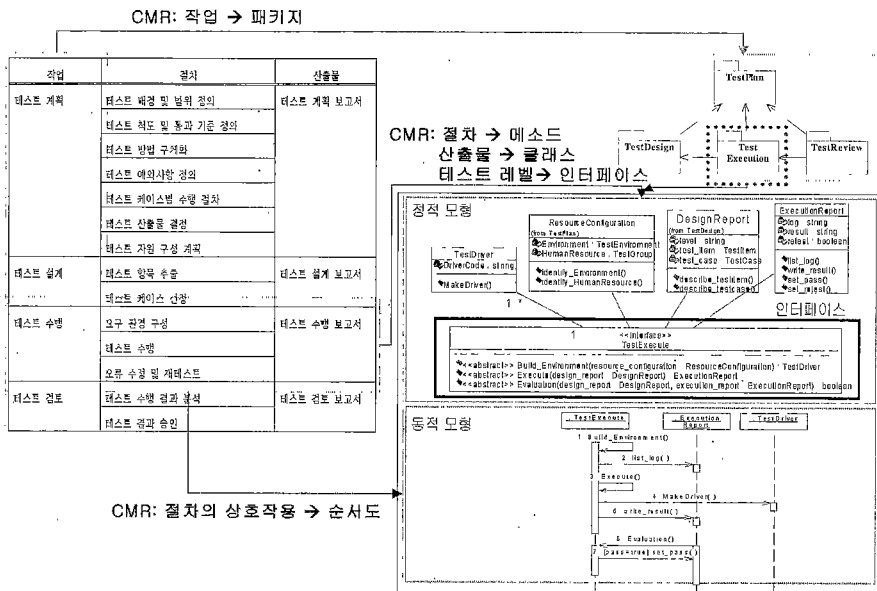 CMR: 작업 → 패키지
작업 절차 산출물
테스트 계획 테스트 배경 및 범위 정의 테스트 계획 보고서
테스트 척도 및 통과 기준 정의
테스트 방법 구체화
테스트 예외사항 정의
테스트 케이스별 수행 절차
테스트 산출물 결정
테스트 자원 구성 계획
테스트 설계 테스트 항목 추출 테스트 설계 보고서
테스트 케이스 선정
테스트 수행 요구 환경 구성 테스트 수행 보고서
테스트 수행
오류 수정 및 재테스트
테스트 검토 테스트 수행 결과 분석 테스트 검토 보고서
테스트 결과 승인
TestPlan
TestDesign
Test
Execution
TestReview
CMR: 절차 → 메소드
산출물 → 클래스
테스트 레벨 → 인터페이스
정적 모형
TestDriver
DriverCode : string
MakeDriver()
ResourceConfiguration
(from TestPlan)
Environment : TestEnvironment
HumanResource : TestGroup
Identify_Environment()
Identify_HumanResource()
DesignReport
(from TestDesign)
level string
test_item TestItem
test_case TestCase
describe_testitem()
describe_testcase()
ExecutionReport
log string
result string
retest : boolean
list_log()
write_result()
set_pass()
set_retest()
인터페이스
1 *
1
<<Interface>>
TestExecute
<<abstract>> Build_Environment(resource_configuration ResourceConfiguration) : TestDriver
<<abstract>> Execute(design_report DesignReport) ExecutionReport
<<abstract>> Evaluation(design_report DesignReport, execution_report ExecutionReport) boolean
동적 모형
: TestExecute
: Execution
Report
: TestDriver
1 Build_Environment()
2 list_log( )
3 Execute()
4 MakeDriver( )
write_result( )
Evaluation()
7 [pass=true] set_pass()
CMR: 절차의 상호작용 → 순서도